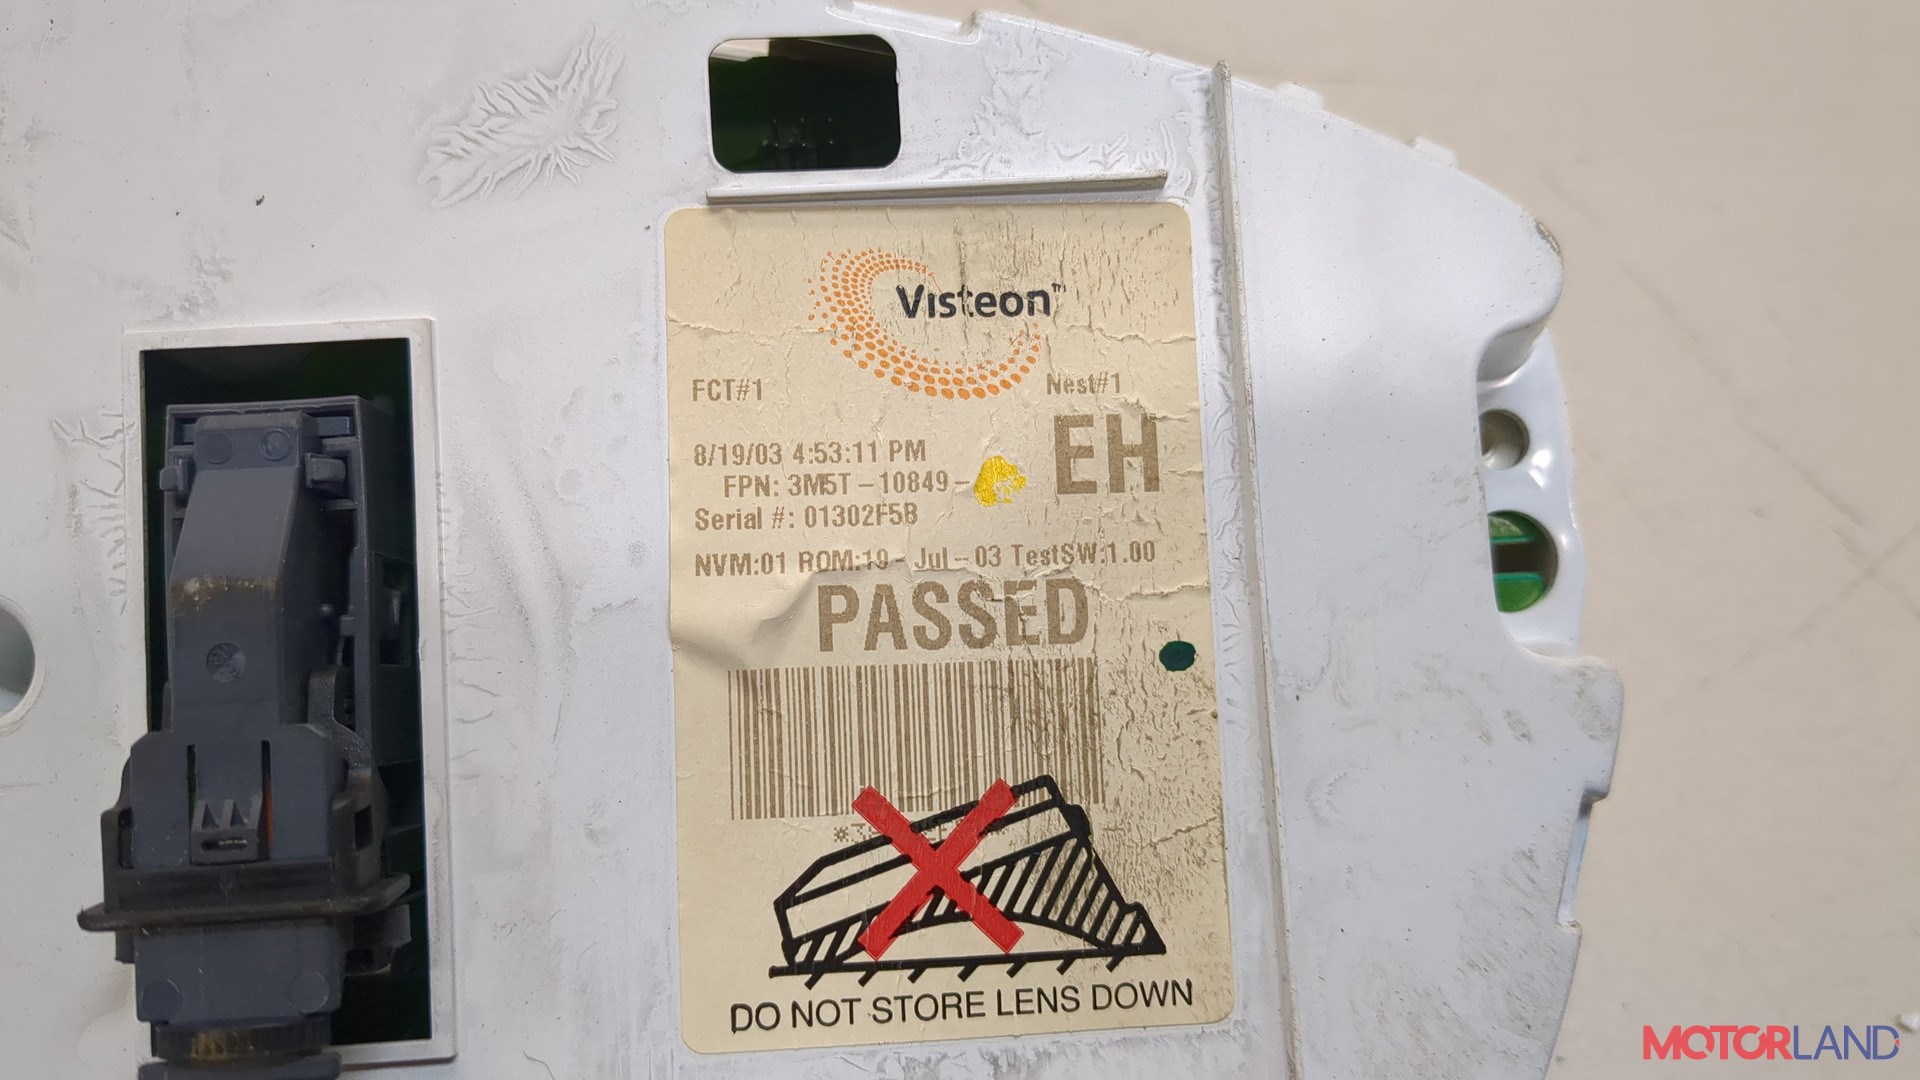 Visteon™
FCT#1 Nest#1
8/19/03 4:53:11 PM
FPN: 3M5T-10849- EH
Serial #: 01302F5B
NVM:01 ROM:19-Jul-03 TestSW:1.00
PASSED
DO NOT STORE LENS DOWN
MOTORLAND